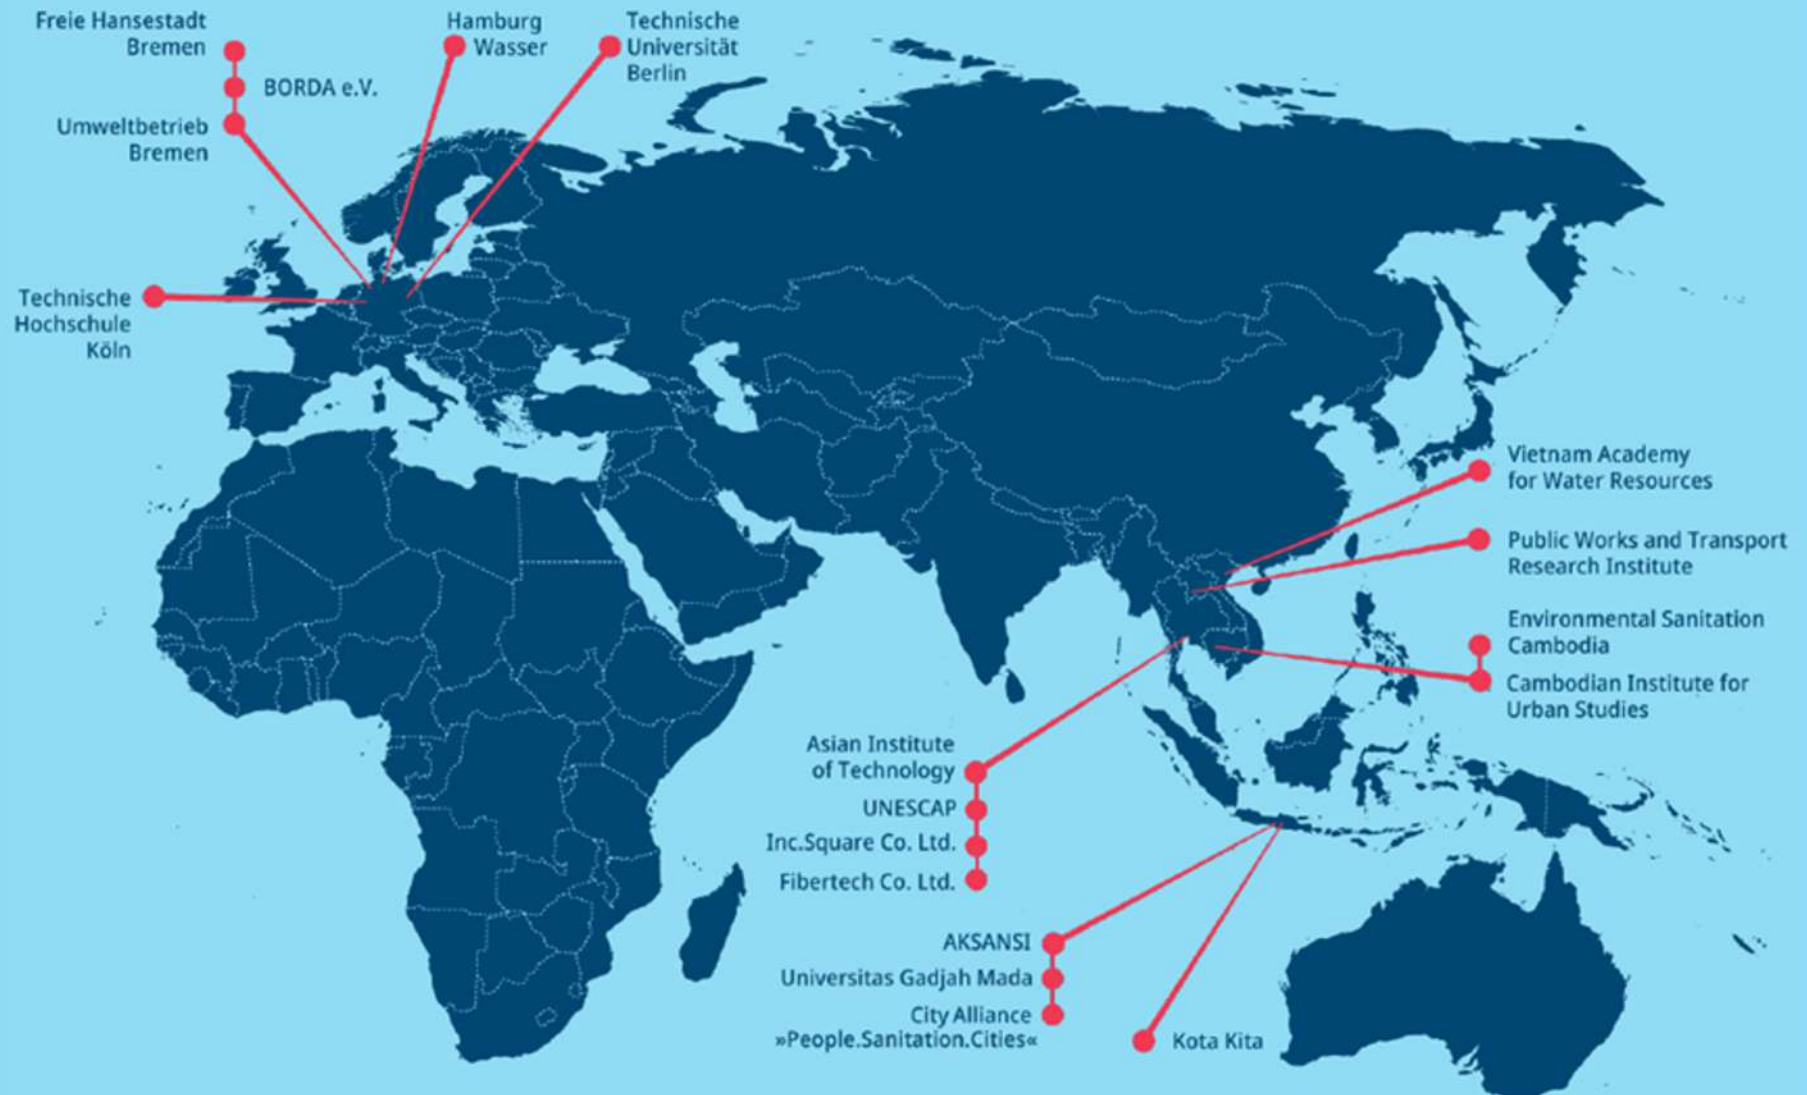 Freie Hansestadt
Bremen
BORDA e.V.
Umweltbetrieb
Bremen
Hamburg
Wasser
Technische
Universität
Berlin
Technische
Hochschule
Köln
Vietnam Academy
for Water Resources
Public Works and Transport
Research Institute
Environmental Sanitation
Cambodia
Cambodian Institute for
Urban Studies
Asian Institute
of Technology
UNESCAP
Inc.Square Co. Ltd.
Fibertech Co. Ltd.
AKSANSI
Universitas Gadjah Mada
City Alliance
»People.Sanitation.Cities«
Kota Kita